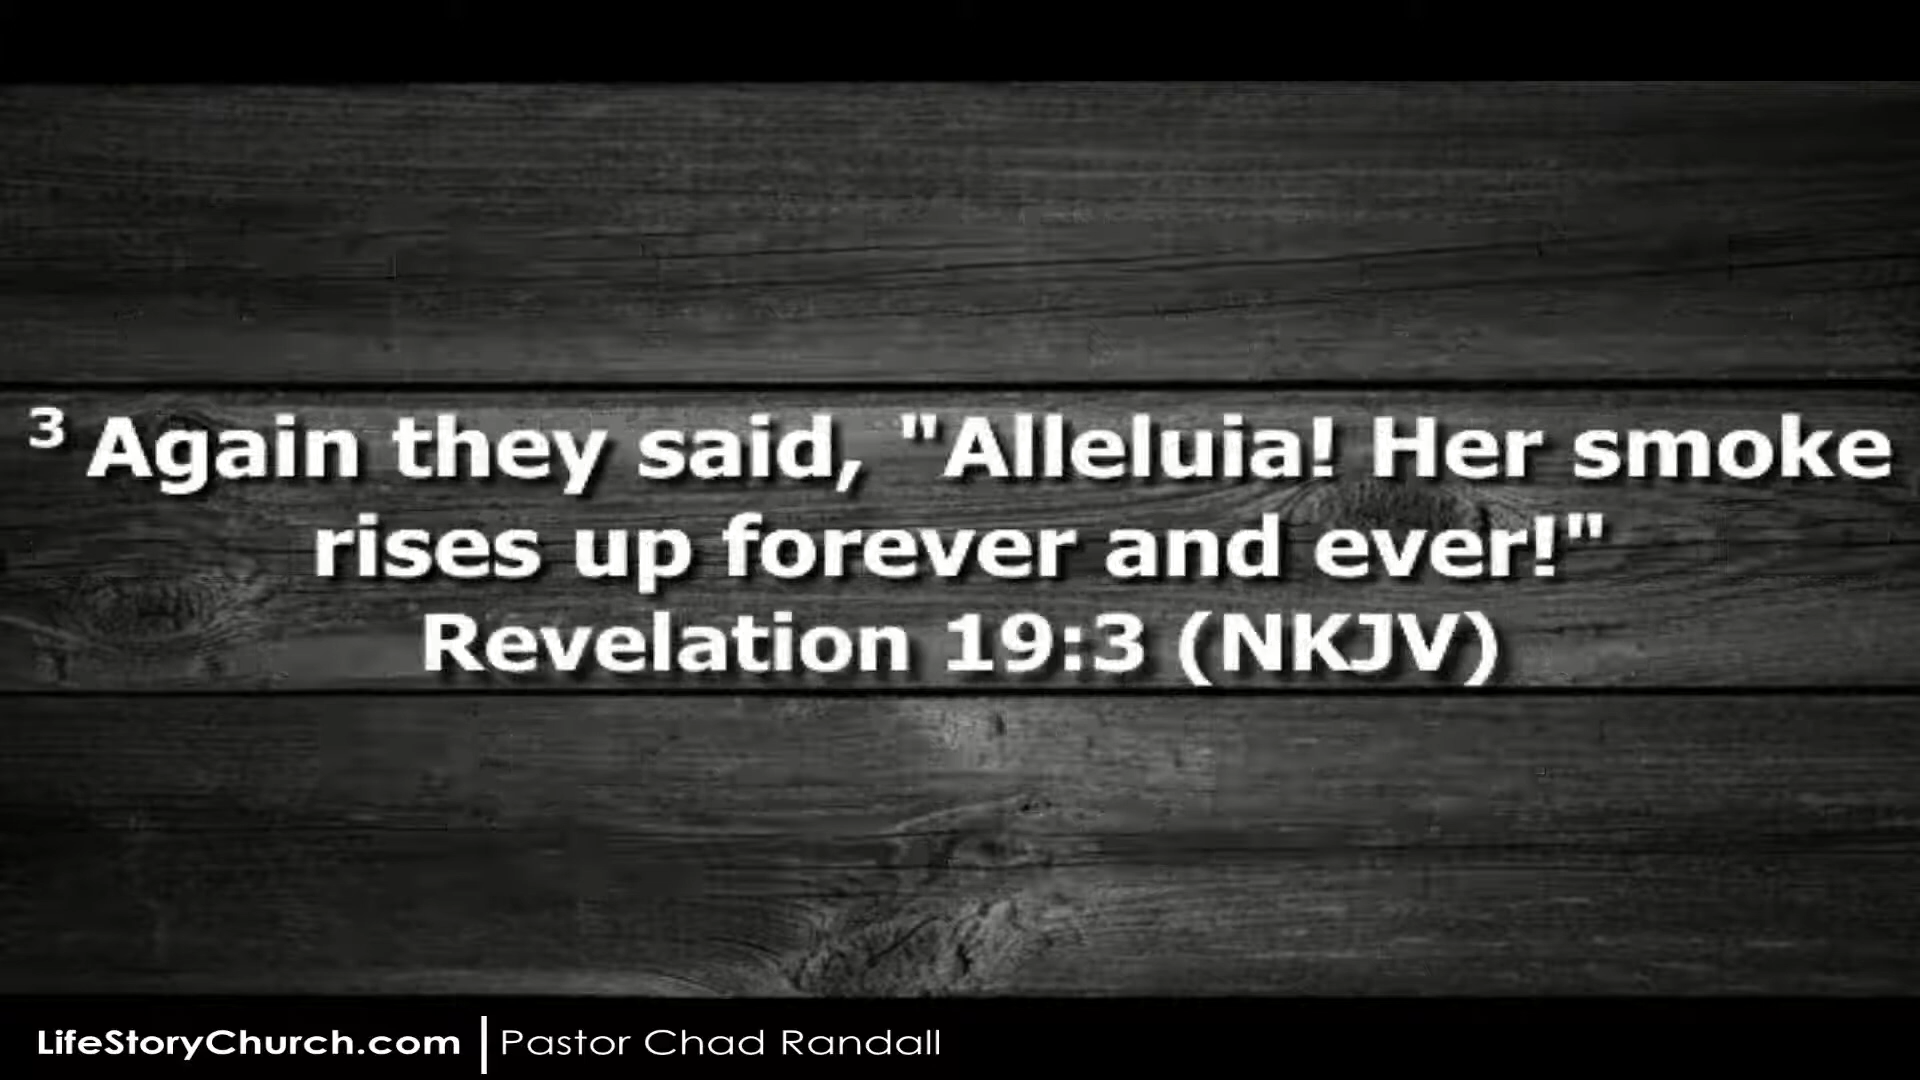 3 Again they said, "Alleluia! Her smoke
rises up forever and ever!"
Revelation 19:3 (NKJV)
LifeStoryChurch.com | Pastor Chad Randall